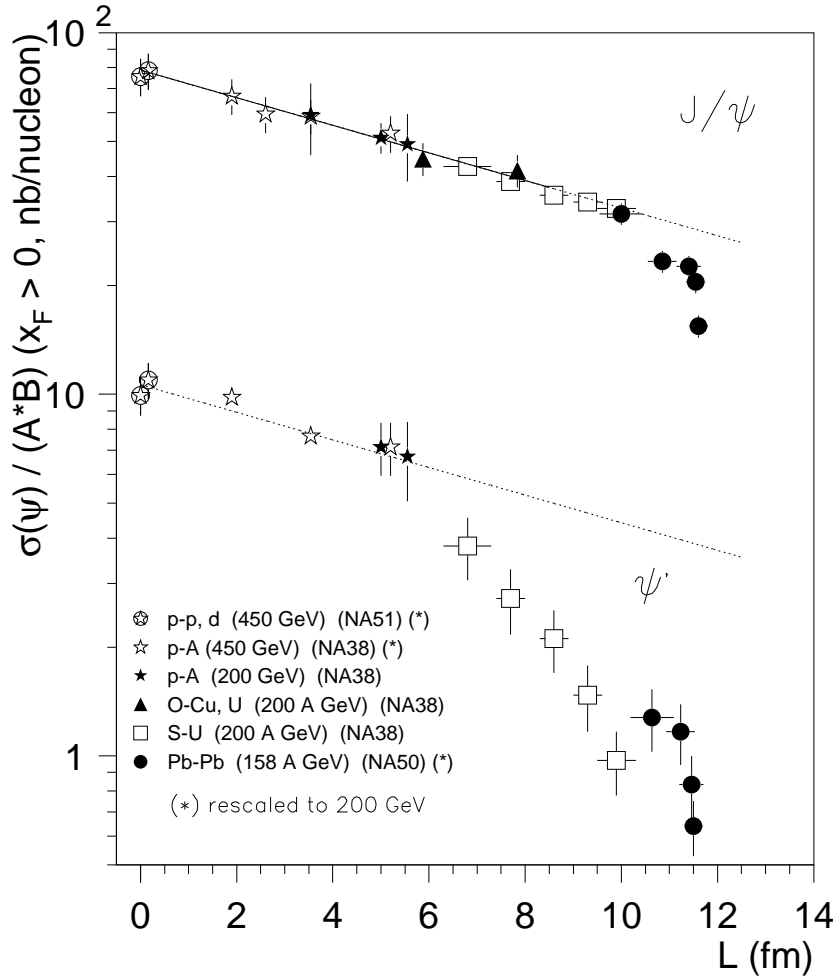 10 2
10
1
σ(ψ) / (A*B) (x_F > 0, nb/nucleon)
J/ψ
ψ'
p-p, d (450 GeV) (NA51) (*)
p-A (450 GeV) (NA38) (*)
p-A (200 GeV) (NA38)
O-Cu, U (200 A GeV) (NA38)
S-U (200 A GeV) (NA38)
Pb-Pb (158 A GeV) (NA50) (*)
(*) rescaled to 200 GeV
0 2 4 6 8 10 12 14
L (fm)